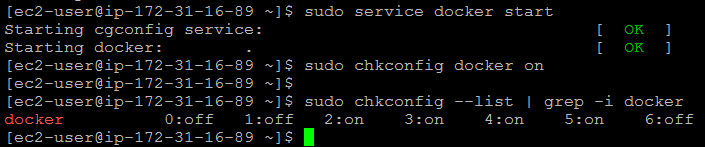 [ec2-user@ip-172-31-16-89 ~]$ sudo service docker start
Starting cgconfig service: [ OK ]
Starting docker: . [ OK ]
[ec2-user@ip-172-31-16-89 ~]$ sudo chkconfig docker on
[ec2-user@ip-172-31-16-89 ~]$
[ec2-user@ip-172-31-16-89 ~]$ sudo chkconfig --list | grep -i docker
docker 0:off 1:off 2:on 3:on 4:on 5:on 6:off
[ec2-user@ip-172-31-16-89 ~]$